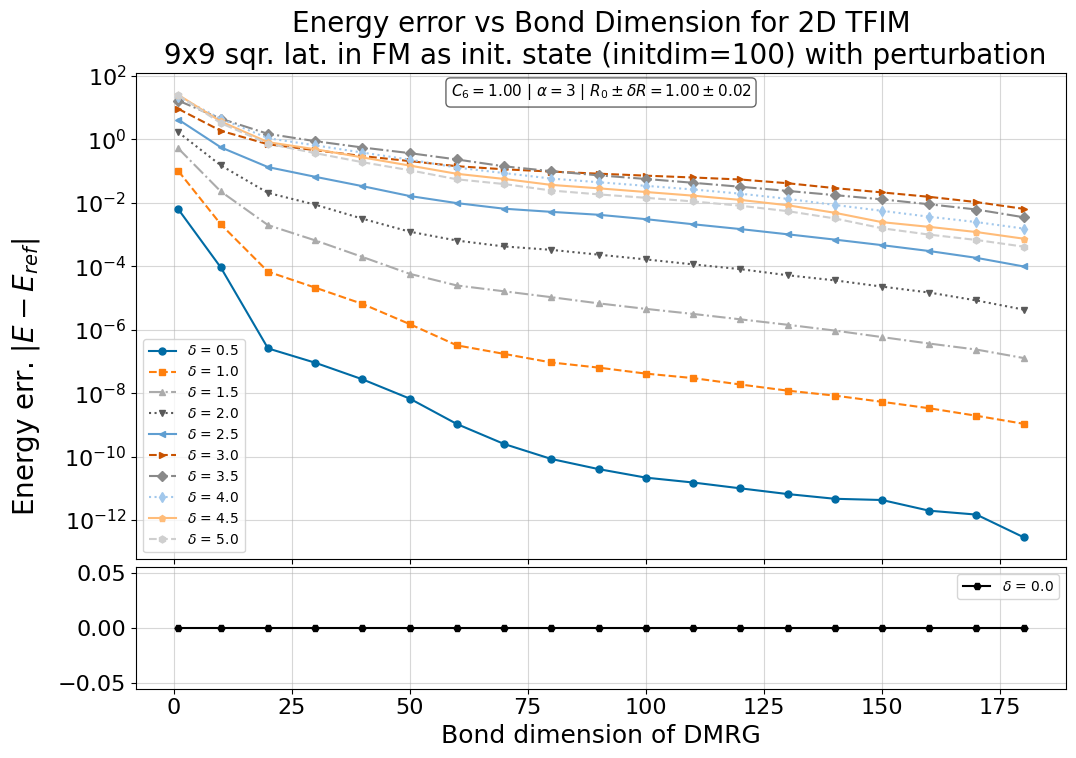 Energy error vs Bond Dimension for 2D TFIM
9x9 sqr. lat. in FM as init. state (initdim=100) with perturbation
C₆ = 1.00 | α = 3 | R₀ ± δR = 1.00 ± 0.02
Energy err. |E − E_ref|
10²
10⁰
10⁻²
10⁻⁴
10⁻⁶
10⁻⁸
10⁻¹⁰
10⁻¹²
δ = 0.5
δ = 1.0
δ = 1.5
δ = 2.0
δ = 2.5
δ = 3.0
δ = 3.5
δ = 4.0
δ = 4.5
δ = 5.0
0.05
0.00
−0.05
δ = 0.0
0 25 50 75 100 125 150 175
Bond dimension of DMRG